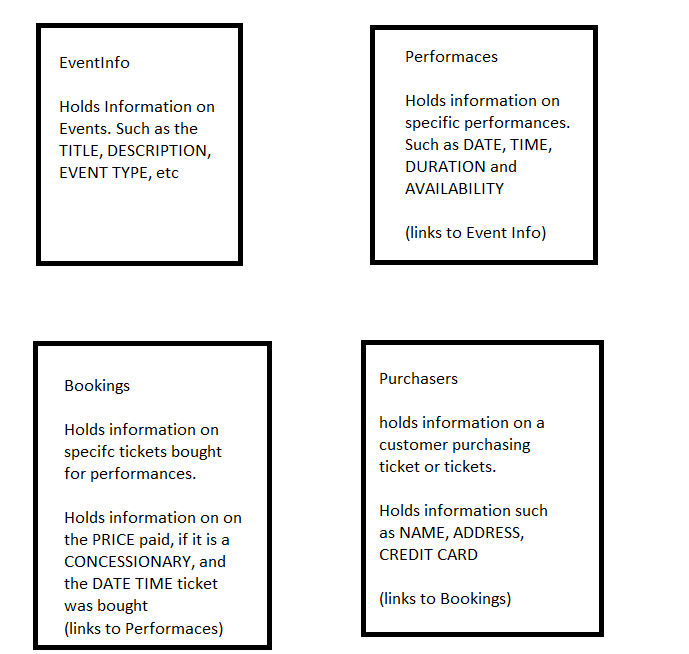 EventInfo
Holds Information on
Events. Such as the
TITLE, DESCRIPTION,
EVENT TYPE, etc
Performaces
Holds information on
specific performances.
Such as DATE, TIME,
DURATION and
AVAILABILITY
(links to Event Info)
Bookings
Holds information on
specifc tickets bought
for performances.
Holds information on on
the PRICE paid, if it is a
CONCESSIONARY, and
the DATE TIME ticket
was bought
(links to Performaces)
Purchasers
holds information on a
customer purchasing
ticket or tickets.
Holds information such
as NAME, ADDRESS,
CREDIT CARD
(links to Bookings)